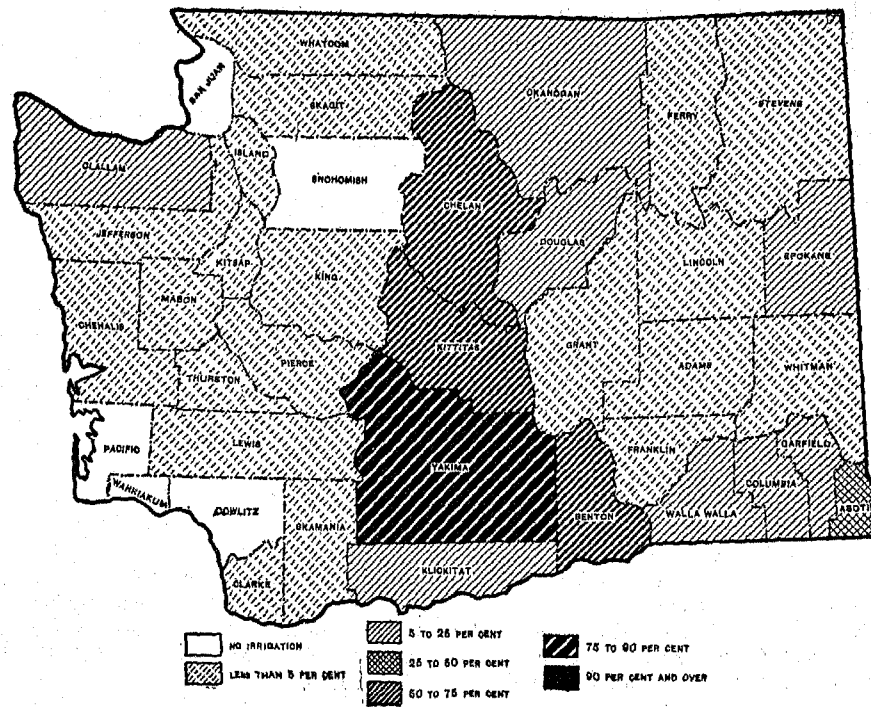 WHATCOM
SAN JUAN
SKAGIT
OKANOGAN
FERRY
STEVENS
CLALLAM
ISLAND
SNOHOMISH
CHELAN
JEFFERSON
KITSAP
DOUGLAS
KING
LINCOLN
SPOKANE
MASON
CHEHALIS
KITTITAS
GRANT
PIERCE
THURSTON
ADAMS
WHITMAN
LEWIS
PACIFIC
YAKIMA
FRANKLIN
GARFIELD
COLUMBIA
WAHKIAKUM
COWLITZ
SKAMANIA
BENTON
WALLA WALLA
ASOTI
CLARKE
KLICKITAT
NO IRRIGATION
LESS THAN 5 PER CENT
5 TO 25 PER CENT
25 TO 50 PER CENT
50 TO 75 PER CENT
75 TO 90 PER CENT
90 PER CENT AND OVER